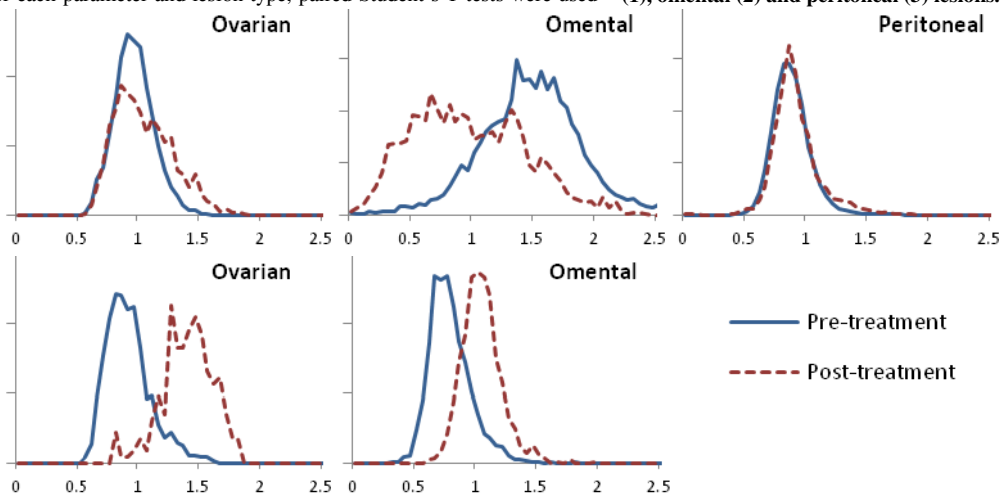 each parameter and lesion type, paired Student's T-tests were used (1), omental (2) and peritoneal (3) lesions.
Ovarian Omental Peritoneal
0 0.5 1 1.5 2 2.5 0 0.5 1 1.5 2 2.5 0 0.5 1 1.5 2 2.5
Ovarian Omental
Pre-treatment
Post-treatment
0 0.5 1 1.5 2 2.5 0 0.5 1 1.5 2 2.5